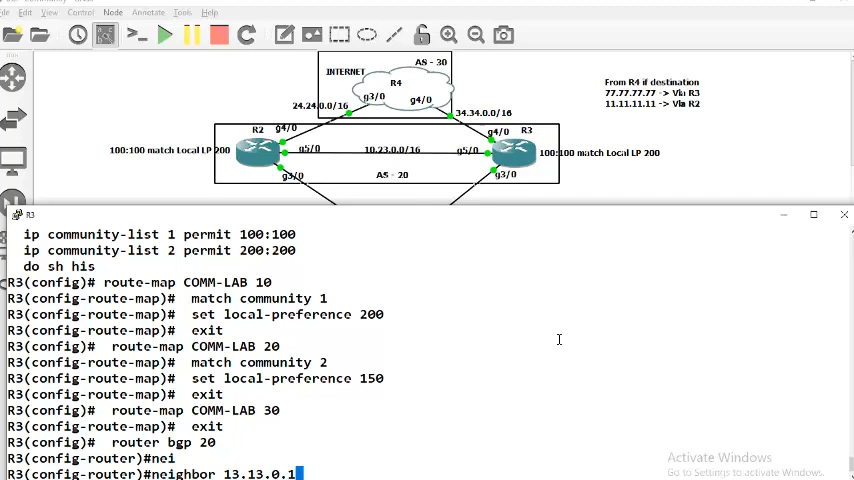 File Edit View Control Node Annotate Tools Help
AS - 30
INTERNET
R4
From R4 if destination
77.77.77.77 -> Via R3
11.11.11.11 -> Via R2
g3/0
g4/0
24.24.0.0/16
34.34.0.0/16
R2
g4/0
g4/0
R3
100:100 match Local LP 200
g5/0
10.23.0.0/16
g5/0
100:100 match Local LP 200
g3/0
AS - 20
g3/0
R3
ip community-list 1 permit 100:100
ip community-list 2 permit 200:200
do sh his
R3(config)# route-map COMM-LAB 10
R3(config-route-map)#  match community 1
R3(config-route-map)#  set local-preference 200
R3(config-route-map)#  exit
R3(config)#  route-map COMM-LAB 20
R3(config-route-map)#  match community 2
R3(config-route-map)#  set local-preference 150
R3(config-route-map)#  exit
R3(config)#  route-map COMM-LAB 30
R3(config-route-map)#  exit
R3(config)#  router bgp 20
R3(config-router)#nei
R3(config-router)#neighbor 13.13.0.1
Activate Windows
Go to Settings to activate Windows.